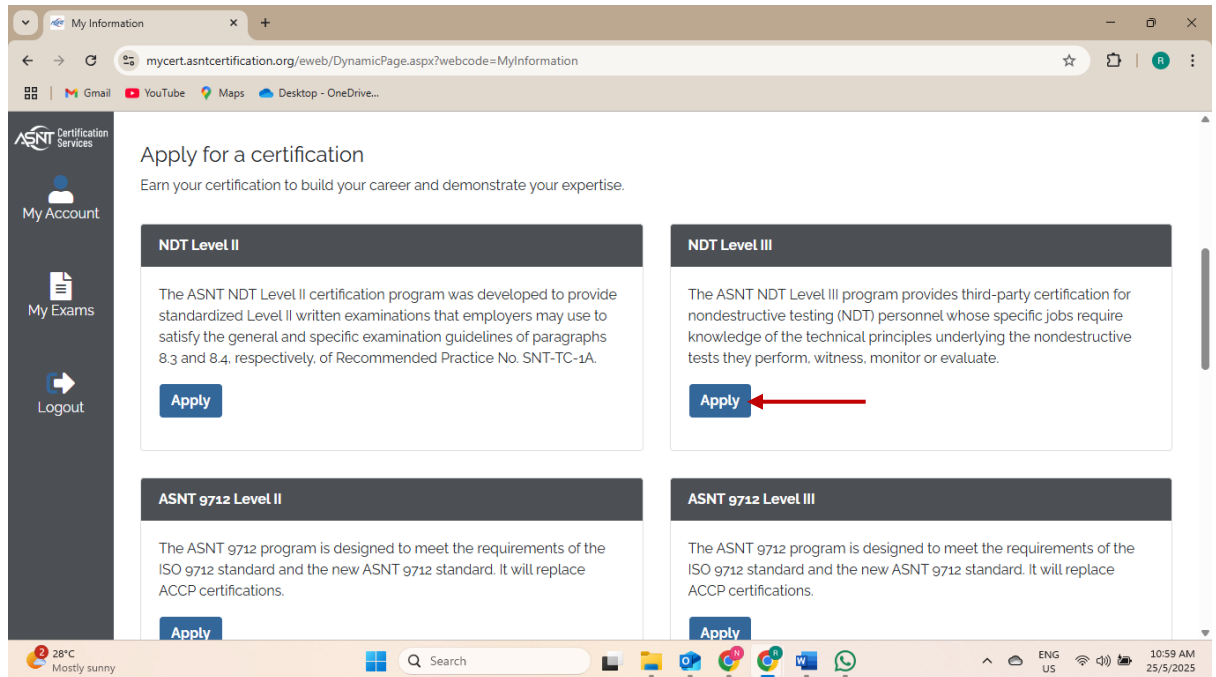 My Information
mycert.asntcertification.org/eweb/DynamicPage.aspx?webcode=MyInformation
R
Gmail
YouTube
Maps
Desktop - OneDrive...
ASNT Certification Services
My Account
My Exams
Logout
Apply for a certification
Earn your certification to build your career and demonstrate your expertise.
NDT Level II
The ASNT NDT Level II certification program was developed to provide
standardized Level II written examinations that employers may use to
satisfy the general and specific examination guidelines of paragraphs
8.3 and 8.4, respectively, of Recommended Practice No. SNT-TC-1A.
Apply
NDT Level III
The ASNT NDT Level III program provides third-party certification for
nondestructive testing (NDT) personnel whose specific jobs require
knowledge of the technical principles underlying the nondestructive
tests they perform, witness, monitor or evaluate.
Apply
ASNT 9712 Level II
The ASNT 9712 program is designed to meet the requirements of the
ISO 9712 standard and the new ASNT 9712 standard. It will replace
ACCP certifications.
Apply
ASNT 9712 Level III
The ASNT 9712 program is designed to meet the requirements of the
ISO 9712 standard and the new ASNT 9712 standard. It will replace
ACCP certifications.
Apply
2
28°C
Mostly sunny
Search
N
R
ENG
US
10:59 AM
25/5/2025